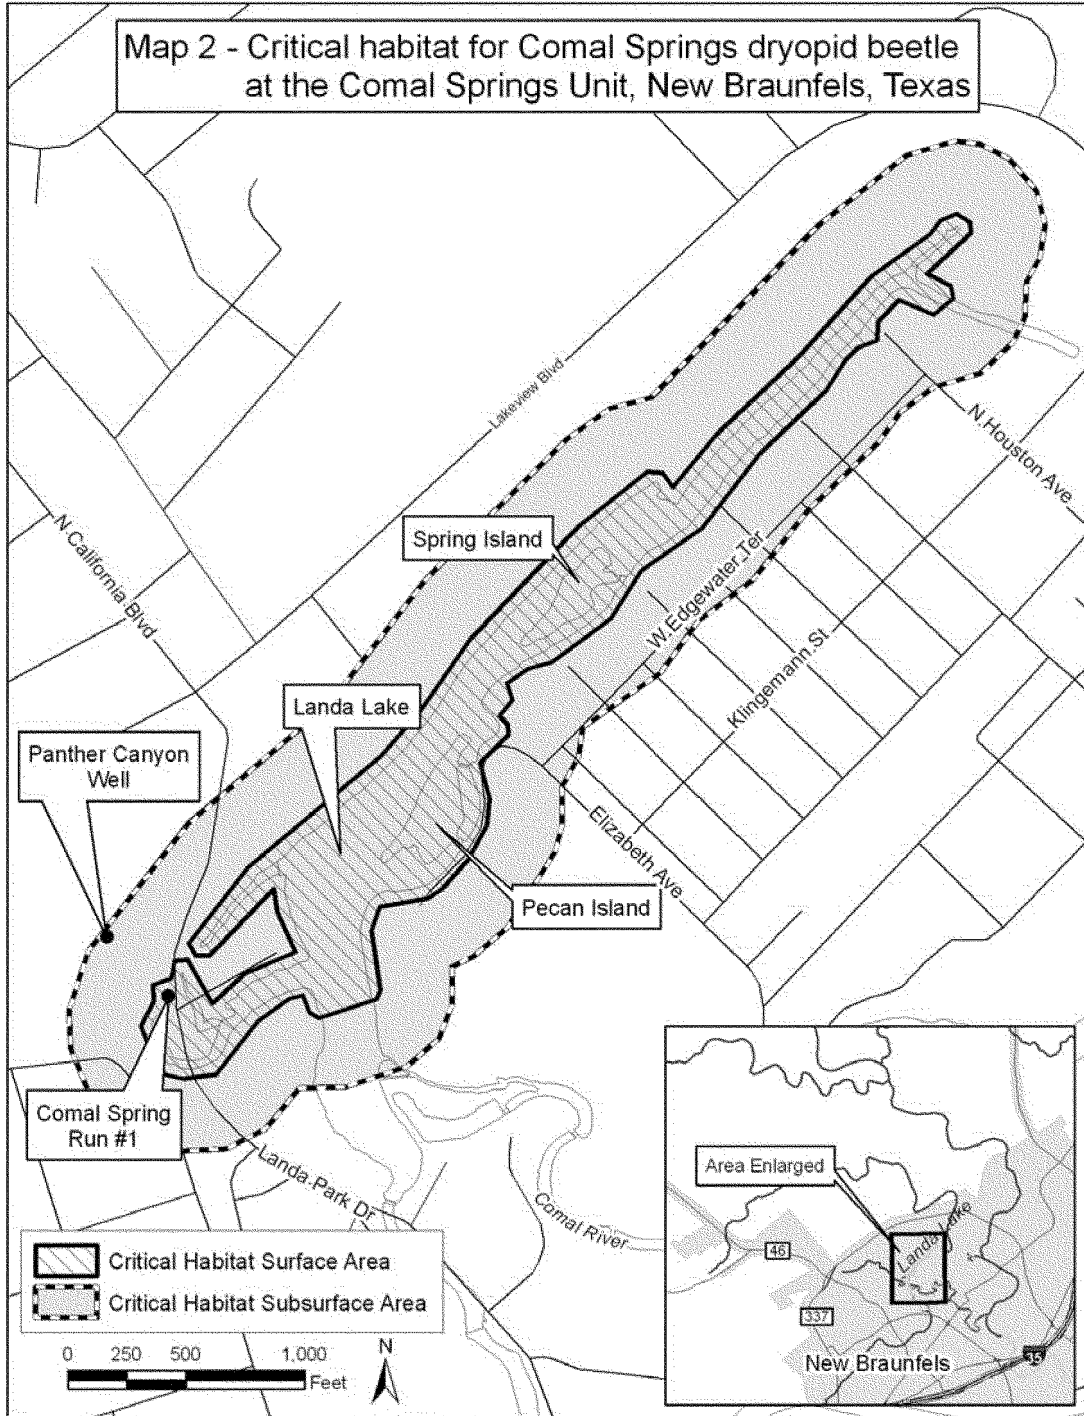 Map 2 - Critical habitat for Comal Springs dryopid beetle
at the Comal Springs Unit, New Braunfels, Texas
Lakeview Blvd
N Houston Ave
N California Blvd
Spring Island
W Edgewater Ter
Klingemann St
Landa Lake
Panther Canyon
Well
Elizabeth Ave
Pecan Island
Comal Spring
Run #1
Landa Park Dr
Comal River
Critical Habitat Surface Area
Critical Habitat Subsurface Area
N
0 250 500 1,000
Feet
Area Enlarged
Landa Lake
46
337
35
New Braunfels